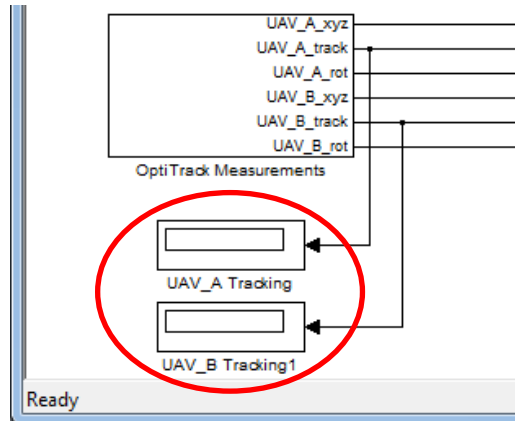 UAV_A_xyz
UAV_A_track
UAV_A_rot
UAV_B_xyz
UAV_B_track
UAV_B_rot
OptiTrack Measurements
UAV_A Tracking
UAV_B Tracking1
Ready